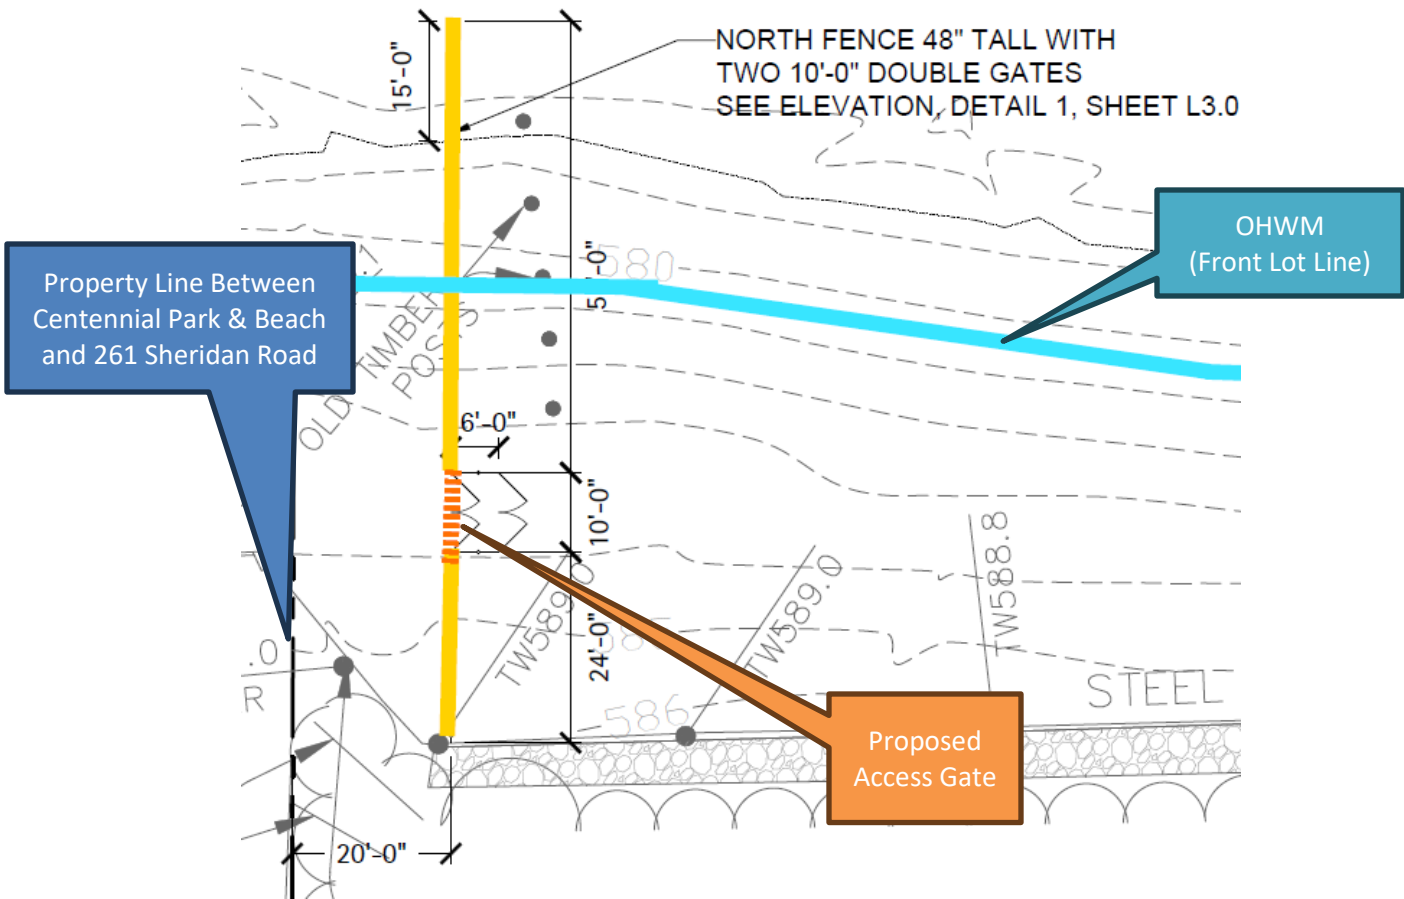 NORTH FENCE 48" TALL WITH
TWO 10'-0" DOUBLE GATES
SEE ELEVATION, DETAIL 1, SHEET L3.0
15'-0"
OHWM
(Front Lot Line)
Property Line Between
Centennial Park & Beach
and 261 Sheridan Road
580
OLD TIMBER
POSTS
6'-0"
10'-0"
24'-0"
TW589.0
TW589.0
TW588.8
586
STEEL
.0
R
Proposed
Access Gate
20'-0"